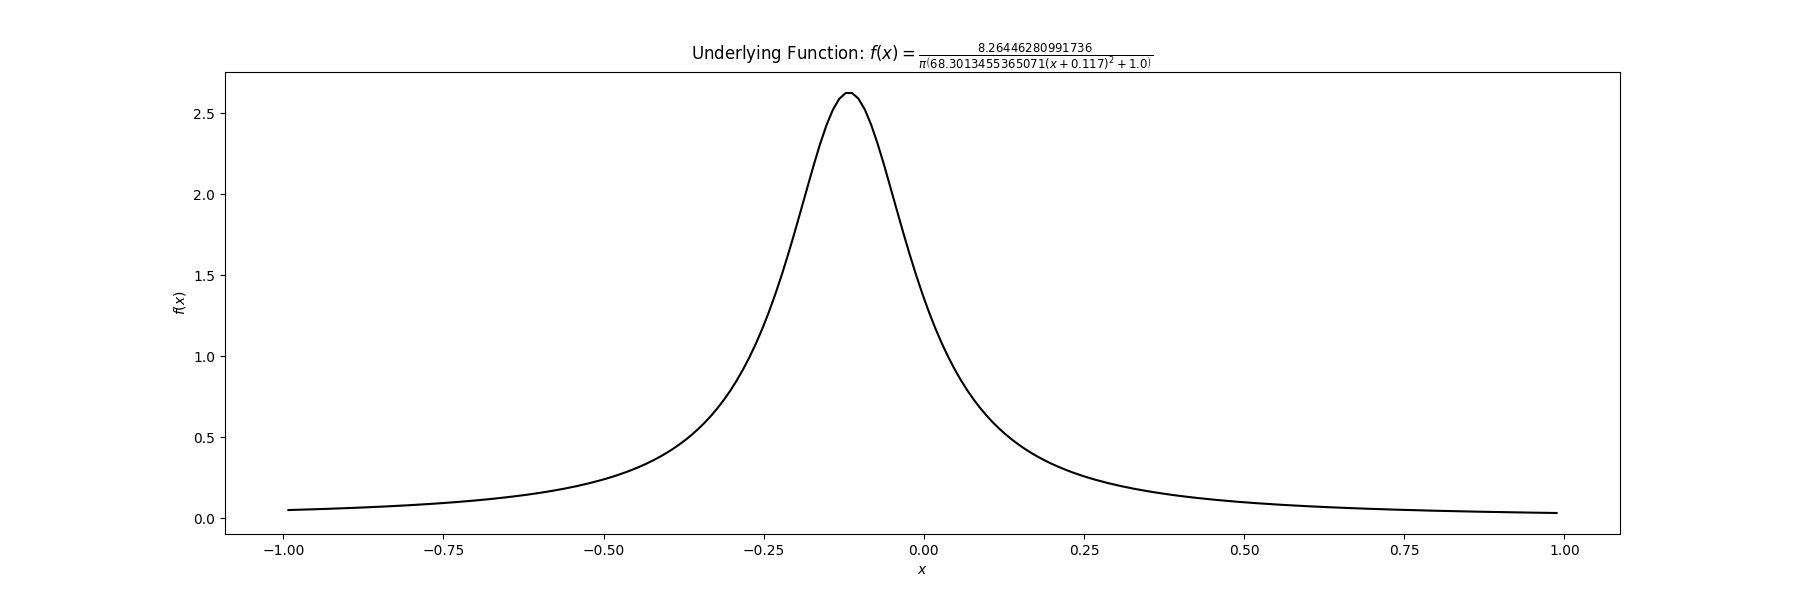 Underlying Function: f(x) = 8.26446280991736 / π(68.3013455365071(x + 0.117)² + 1.0)
2.5
2.0
1.5
1.0
0.5
0.0
f(x)
−1.00 −0.75 −0.50 −0.25 0.00 0.25 0.50 0.75 1.00
x